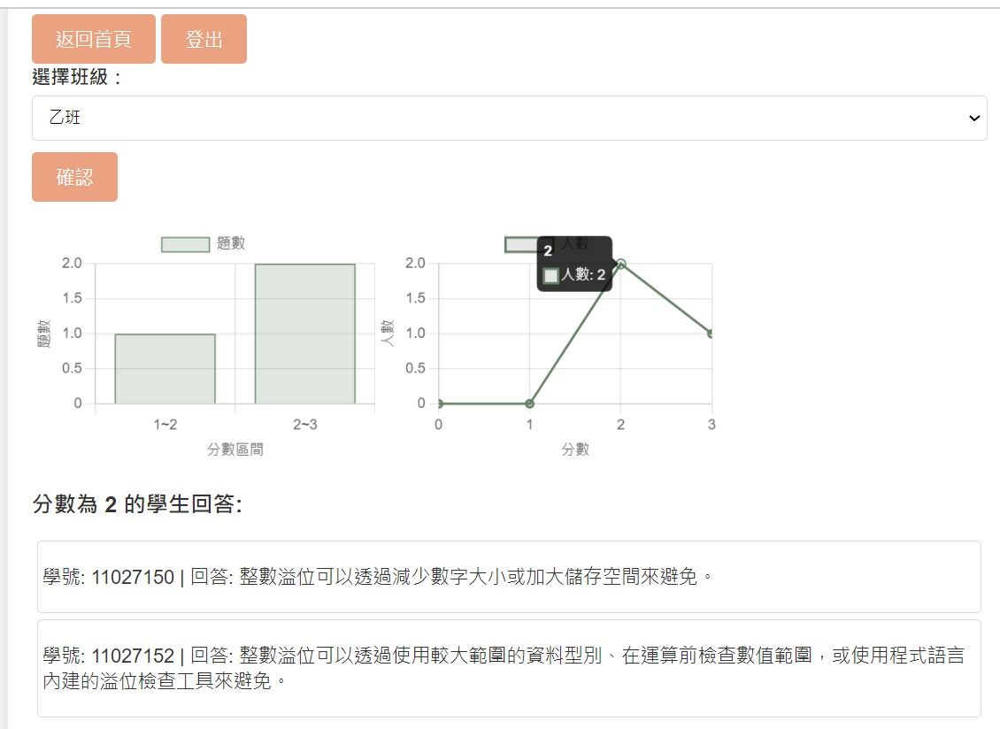 返回首頁 登出
選擇班級：
乙班
確認
題數
2.0
1.5
1.0
0.5
0
題數
1~2 2~3
分數區間
人數
2
人數: 2
2.0
1.5
1.0
0.5
0
人數
0 1 2 3
分數
分數為 2 的學生回答:
學號: 11027150 | 回答: 整數溢位可以透過減少數字大小或加大儲存空間來避免。
學號: 11027152 | 回答: 整數溢位可以透過使用較大範圍的資料型別、在運算前檢查數值範圍，或使用程式語言
內建的溢位檢查工具來避免。